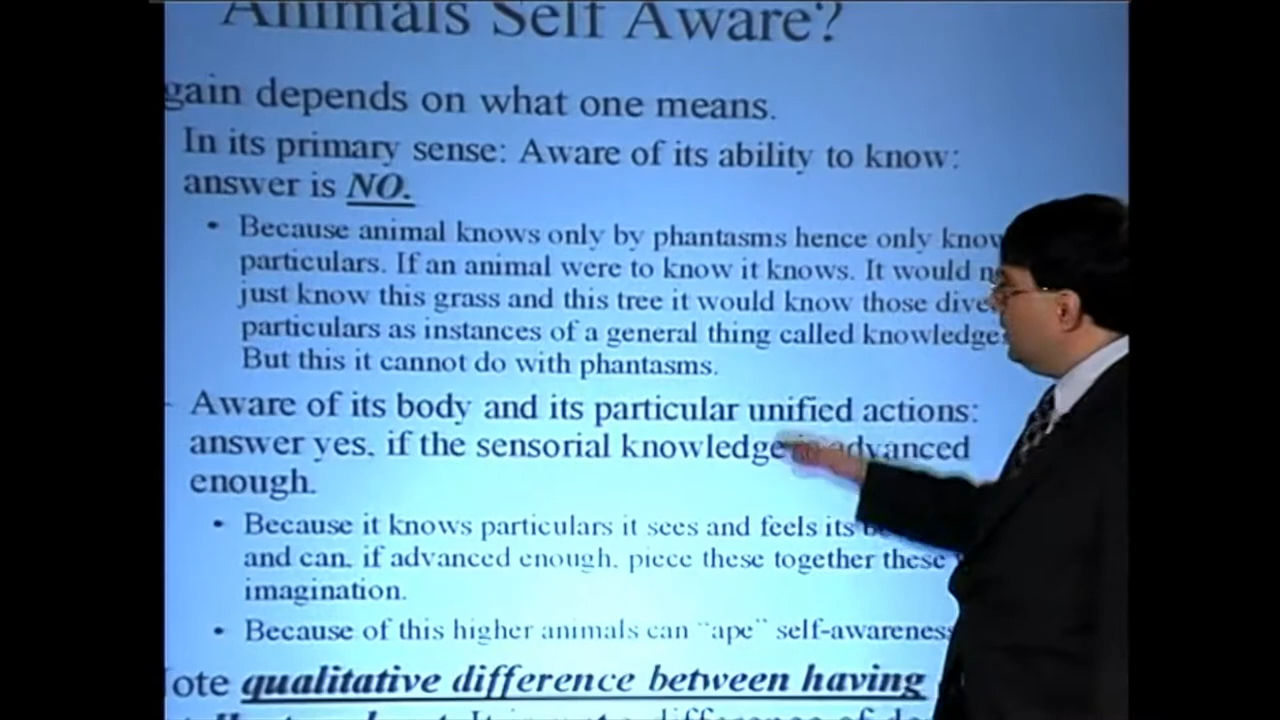 Animals Self Aware?
gain depends on what one means.
In its primary sense: Aware of its ability to know:
answer is NO.
• Because animal knows only by phantasms hence only know
particulars. If an animal were to know it knows. It would n
just know this grass and this tree it would know those dive
particulars as instances of a general thing called knowledge
But this it cannot do with phantasms.
– Aware of its body and its particular unified actions:
answer yes, if the sensorial knowledge is advanced
enough.
• Because it knows particulars it sees and feels its
and can, if advanced enough, piece these together these
imagination.
• Because of this higher animals can “ape” self-awareness
ote qualitative difference between having